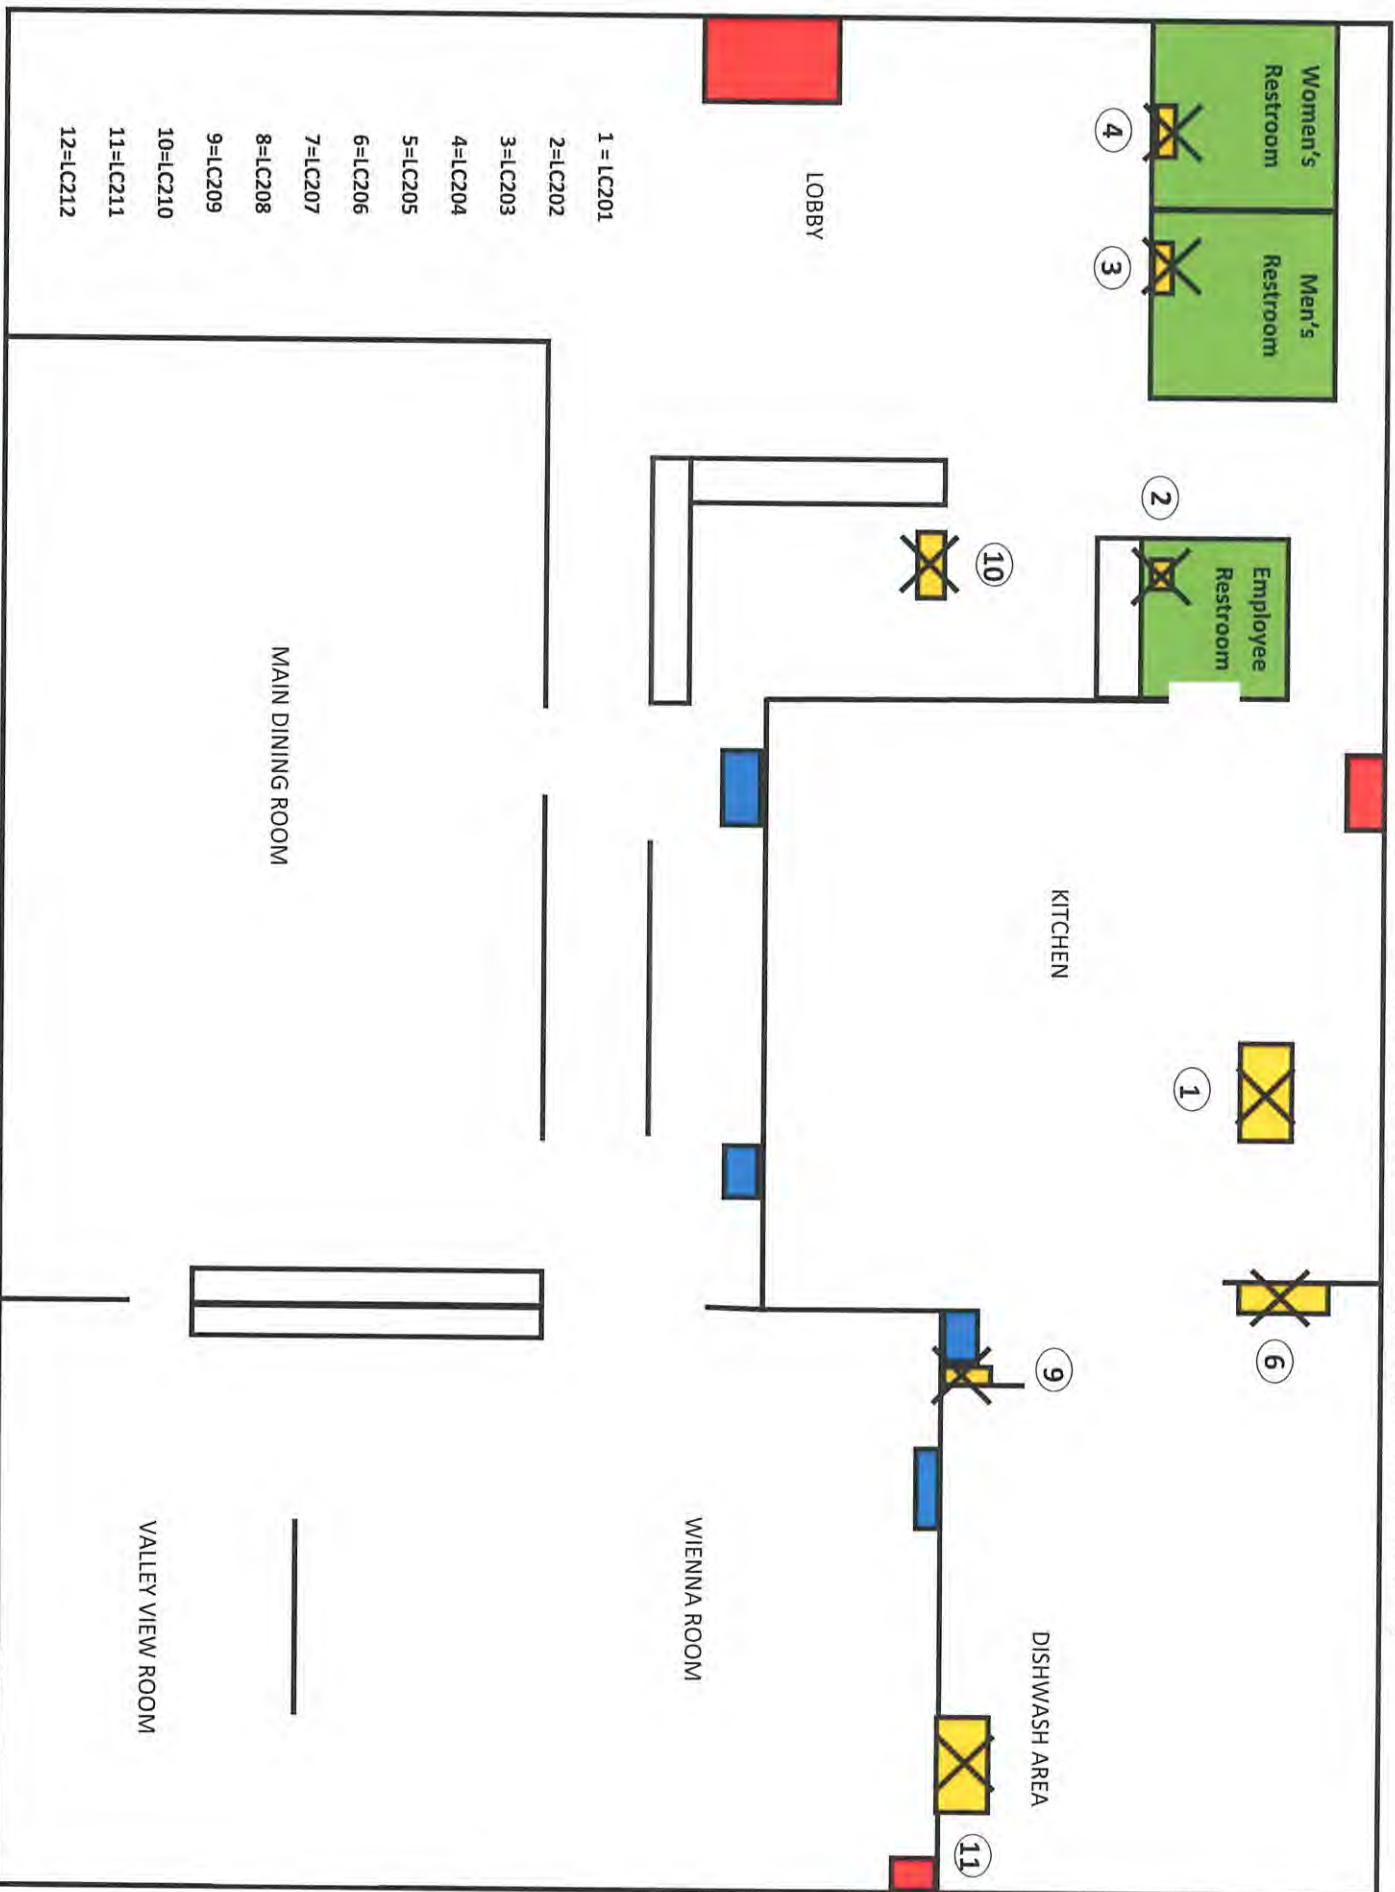 Women's
Restroom
Men's
Restroom
Employee
Restroom
6
1
2
4
3
KITCHEN
9
DISHWASH AREA
10
11
LOBBY
WIENNA ROOM
1 = LC201
2=LC202
3=LC203
4=LC204
5=LC205
6=LC206
7=LC207
8=LC208
9=LC209
10=LC210
11=LC211
12=LC212
MAIN DINING ROOM
VALLEY VIEW ROOM